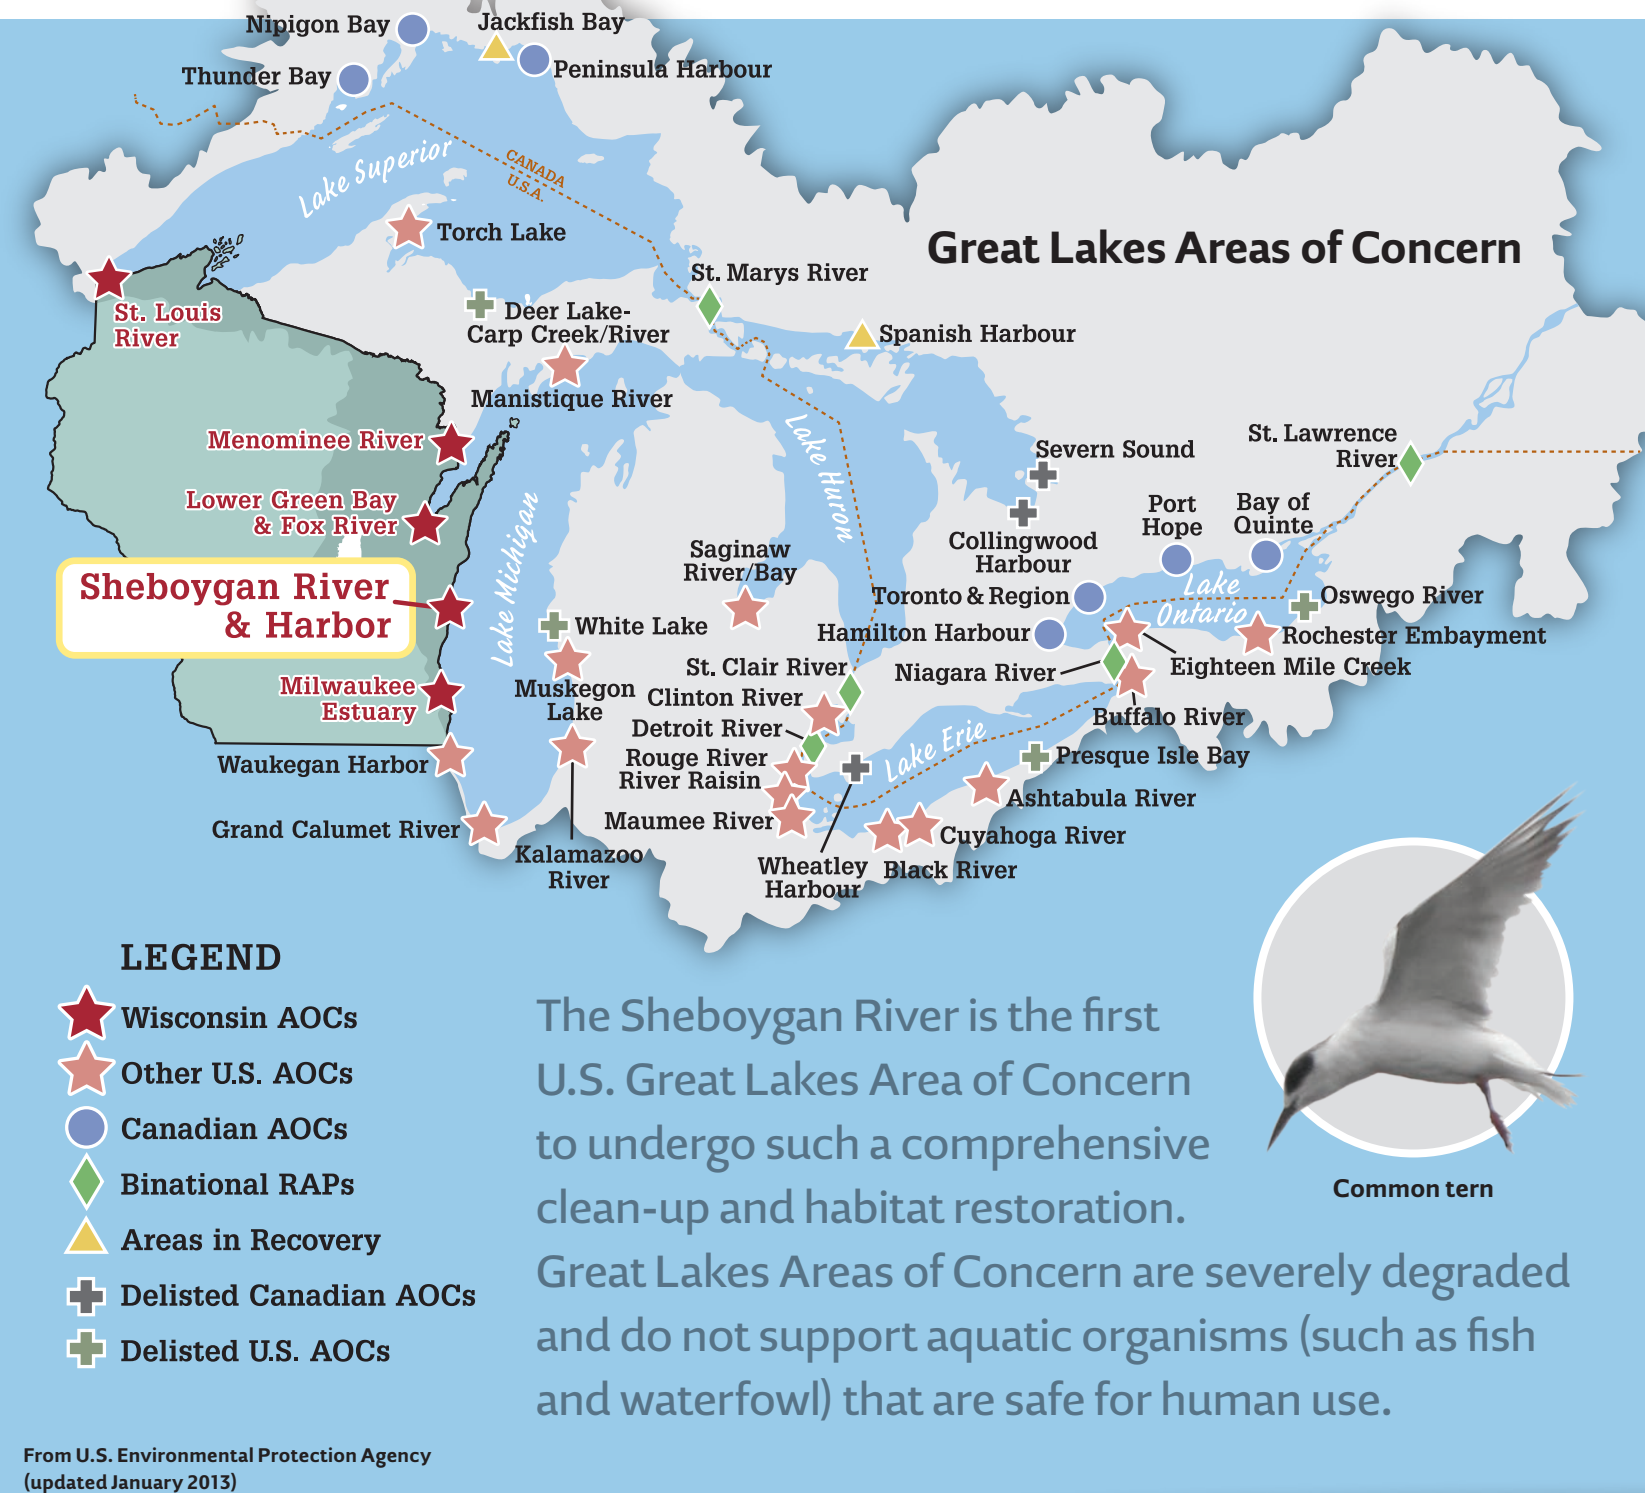 Nipigon Bay
Jackfish Bay
Thunder Bay
Peninsula Harbour
Lake Superior
CANADA
U.S.A.
Torch Lake
Great Lakes Areas of Concern
St. Marys River
St. Louis
River
Deer Lake-
Carp Creek/River
Spanish Harbour
Manistique River
Lake Huron
Menominee River
Severn Sound
St. Lawrence
River
Lower Green Bay
& Fox River
Lake Michigan
Port
Hope
Bay of
Quinte
Collingwood
Harbour
Saginaw
River/Bay
Sheboygan River
& Harbor
Toronto & Region
Lake
Ontario
Oswego River
White Lake
Hamilton Harbour
Rochester Embayment
St. Clair River
Niagara River
Eighteen Mile Creek
Milwaukee
Estuary
Muskegon
Lake
Clinton River
Buffalo River
Detroit River
Lake Erie
Waukegan Harbor
Rouge River
Presque Isle Bay
River Raisin
Ashtabula River
Grand Calumet River
Maumee River
Cuyahoga River
Kalamazoo
River
Wheatley
Harbour
Black River
LEGEND
Wisconsin AOCs
Other U.S. AOCs
Canadian AOCs
Binational RAPs
Areas in Recovery
Delisted Canadian AOCs
Delisted U.S. AOCs
The Sheboygan River is the first
U.S. Great Lakes Area of Concern
to undergo such a comprehensive
clean-up and habitat restoration.
Great Lakes Areas of Concern are severely degraded
and do not support aquatic organisms (such as fish
and waterfowl) that are safe for human use.
Common tern
From U.S. Environmental Protection Agency
(updated January 2013)